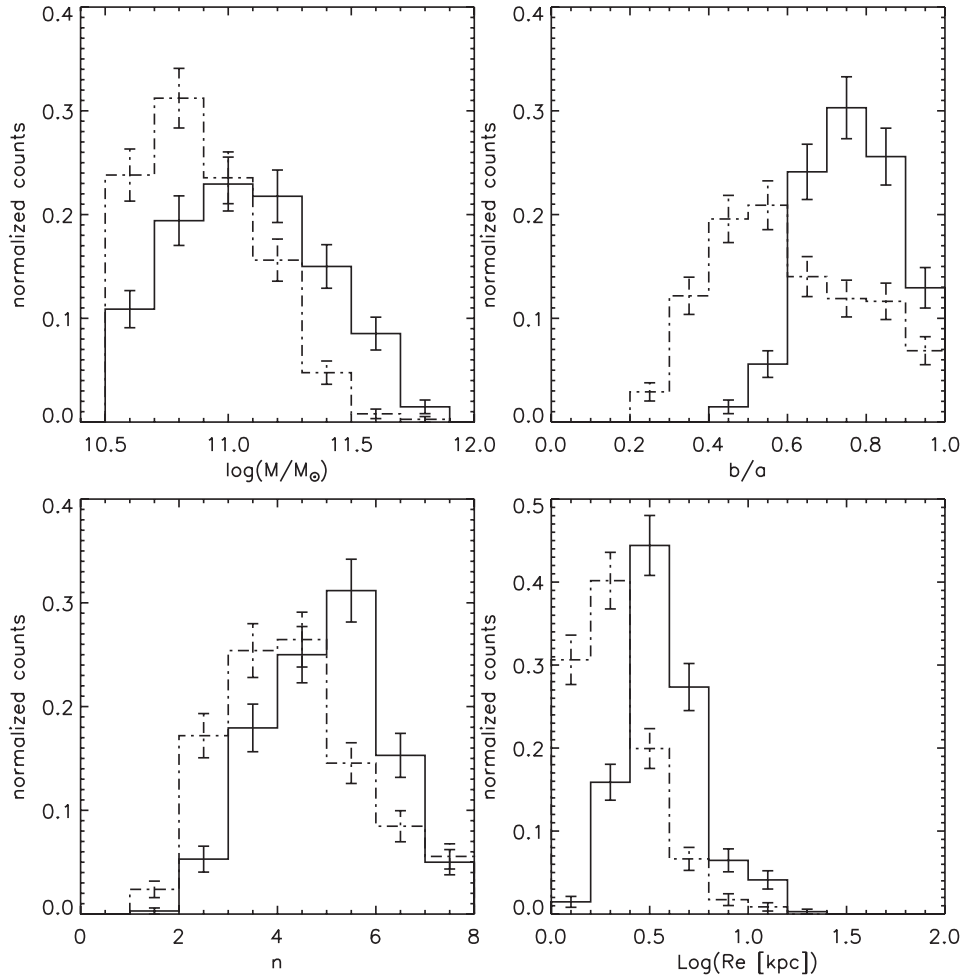 0.4
0.3
0.2
0.1
0.0
normalized counts
10.5 11.0 11.5 12.0
log(M/M⊙)
0.4
0.3
0.2
0.1
0.0
normalized counts
0.0 0.2 0.4 0.6 0.8 1.0
b/a
0.4
0.3
0.2
0.1
0.0
normalized counts
0 2 4 6 8
n
0.5
0.4
0.3
0.2
0.1
0.0
normalized counts
0.0 0.5 1.0 1.5 2.0
Log(Re [kpc])